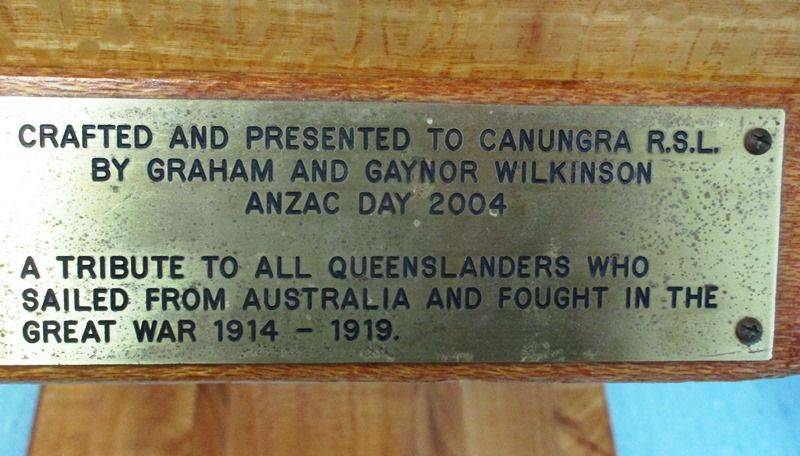 CRAFTED AND PRESENTED TO CANUNGRA R.S.L.
BY GRAHAM AND GAYNOR WILKINSON
ANZAC DAY 2004
A TRIBUTE TO ALL QUEENSLANDERS WHO
SAILED FROM AUSTRALIA AND FOUGHT IN THE
GREAT WAR 1914 – 1919.